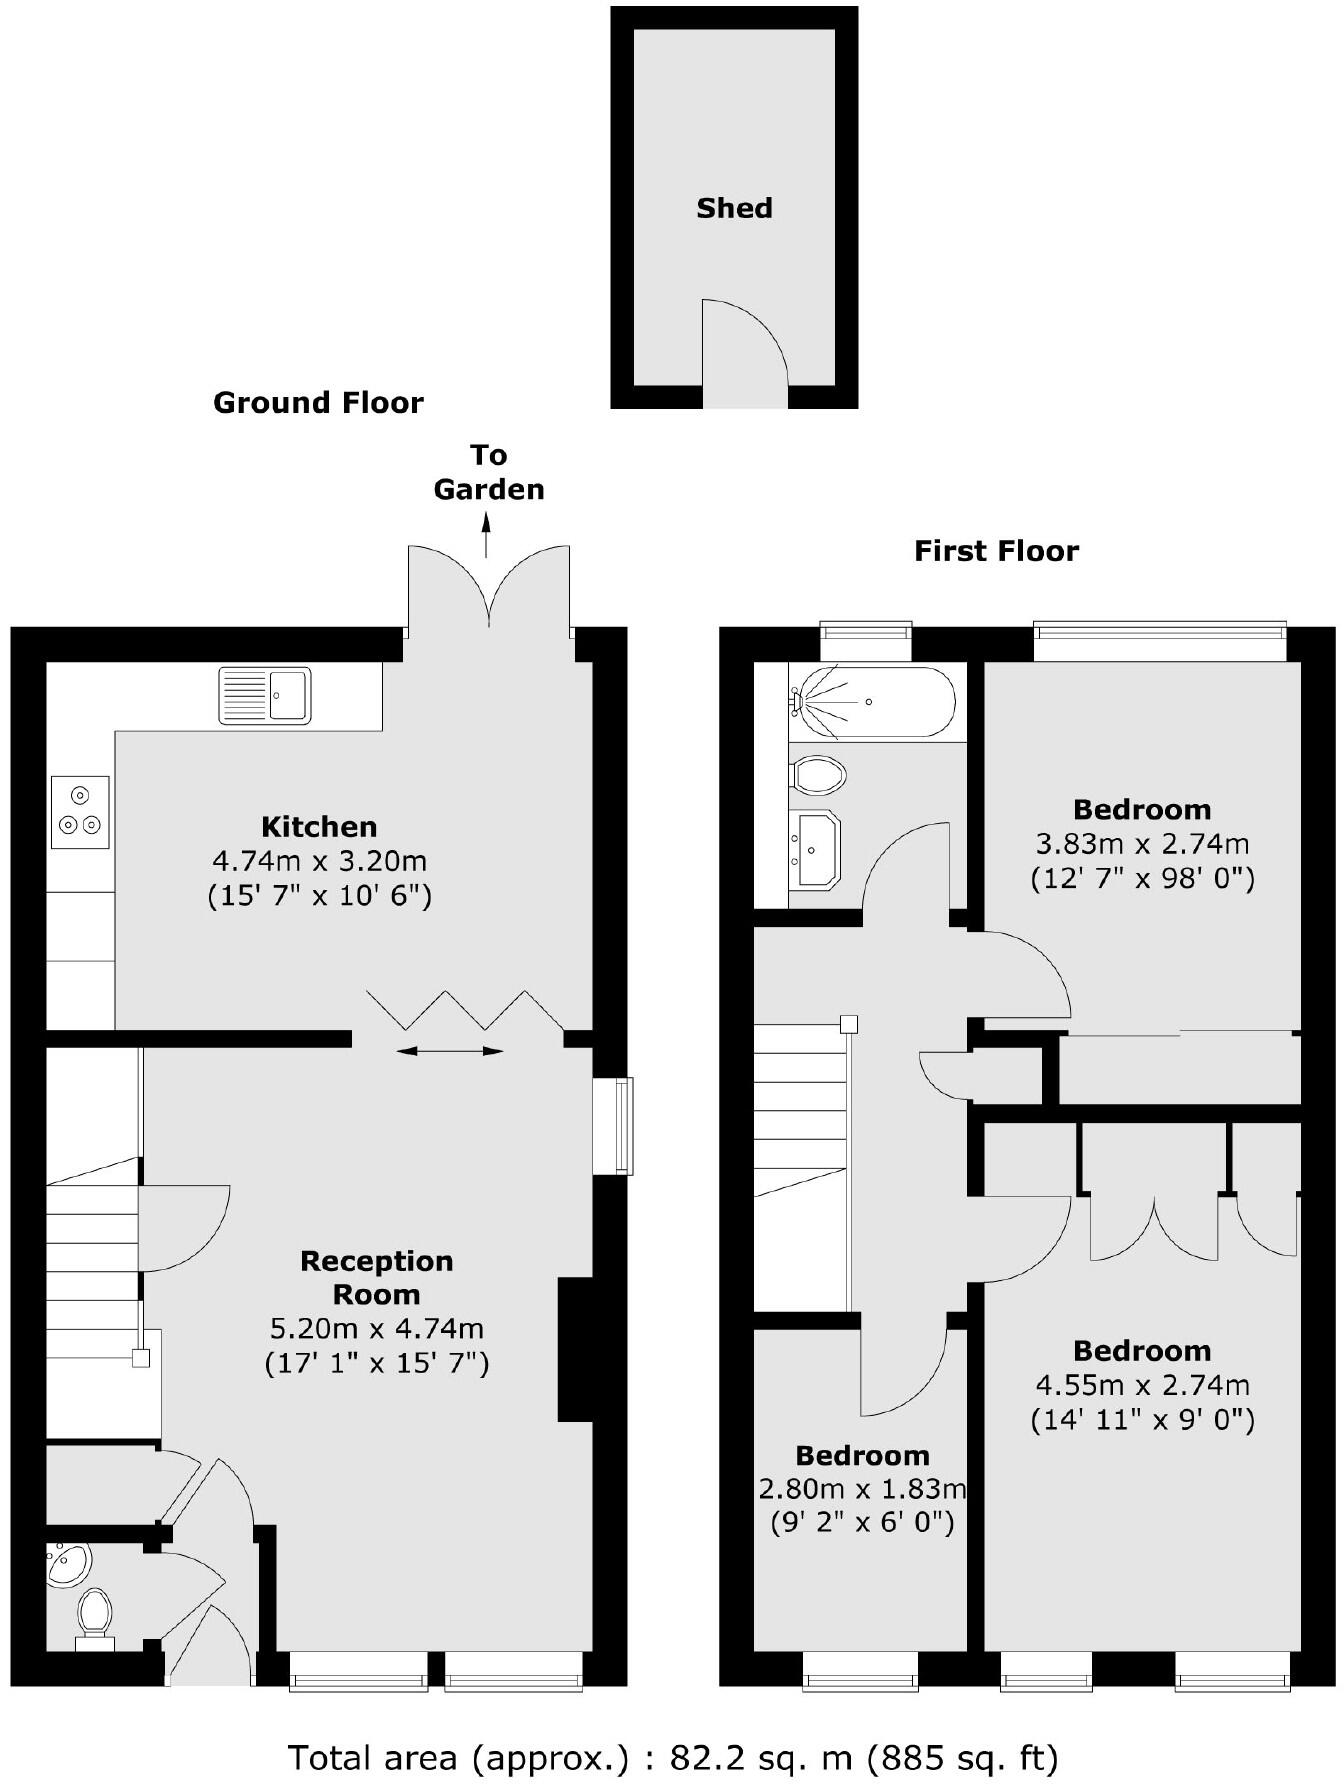 Shed
Ground Floor
To
Garden
First Floor
Kitchen
4.74m x 3.20m
(15' 7" x 10' 6")
Bedroom
3.83m x 2.74m
(12' 7" x 98' 0")
Reception
Room
5.20m x 4.74m
(17' 1" x 15' 7")
Bedroom
4.55m x 2.74m
(14' 11" x 9' 0")
Bedroom
2.80m x 1.83m
(9' 2" x 6' 0")
Total area (approx.) : 82.2 sq. m (885 sq. ft)